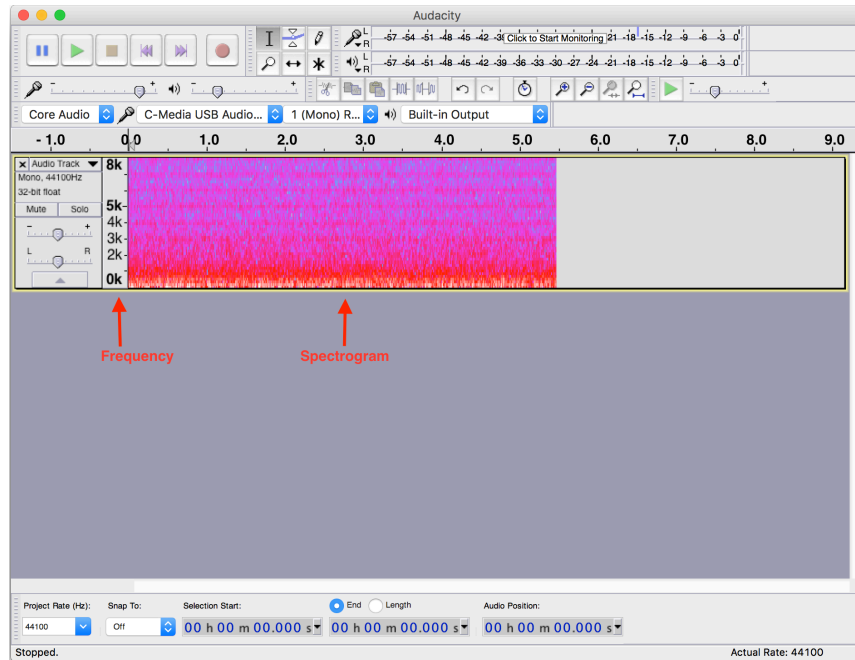 Audacity
L
R
-57 -54 -51 -48 -45 -42 -3 Click to Start Monitoring 21 -18 -15 -12 -9 -6 -3 0
L
R
-57 -54 -51 -48 -45 -42 -39 -36 -33 -30 -27 -24 -21 -18 -15 -12 -9 -6 -3 0
- +
- +
- +
Core Audio C-Media USB Audio... 1 (Mono) R... Built-in Output
- 1.0 0.0 1.0 2.0 3.0 4.0 5.0 6.0 7.0 8.0 9.0
x Audio Track
Mono, 44100Hz
32-bit float
Mute Solo
- +
L R
8k
5k
4k
3k
2k
0k
Frequency Spectrogram
Project Rate (Hz): Snap To: Selection Start: End Length Audio Position:
44100 Off 00 h 00 m 00.000 s 00 h 00 m 00.000 s 00 h 00 m 00.000 s
Stopped. Actual Rate: 44100